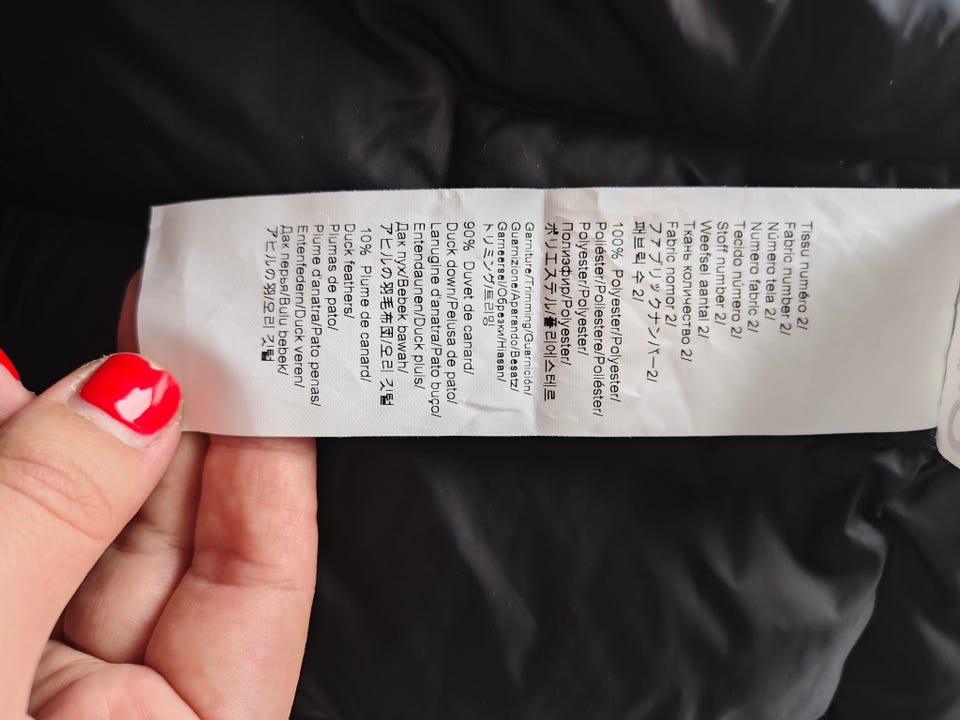 Tissu numéro 2/
Fabric number 2/
Número tela 2/
Numero fabric 2/
Tecido número 2/
Stoff number 2/
Weefsel aantal 2/
Ткань количество 2/
Fabric nomor 2/
ファブリックナンバー2/
패브릭 수 2/
100% Polyester/Polyester/
Poliéster/Poliestere/Poliéster/
Polyester/Polyester/
Полиэфир/Polyester/
ポリエステル/폴리에스테르
Garniture/Trimming/Guarnición/
Guarnizione/Aparando/Besatz/
Garneersel/Обрезки/Hiasan/
トリミング/트리밍
90% Duvet de canard/
Duck down/Pelusa de pato/
Lanugine d'anatra/Pato buço/
Entendaunen/Duck pluis/
Дак пух/Bebek bawah/
アヒルの羽毛布団/오리 깃털
10% Plume de canard/
Duck feathers/
Plumas de pato/
Piume d'anatra/Pato penas/
Entenfedern/Duck veren/
Дак перья/Bulu bebek/
アヒルの羽/오리 깃털